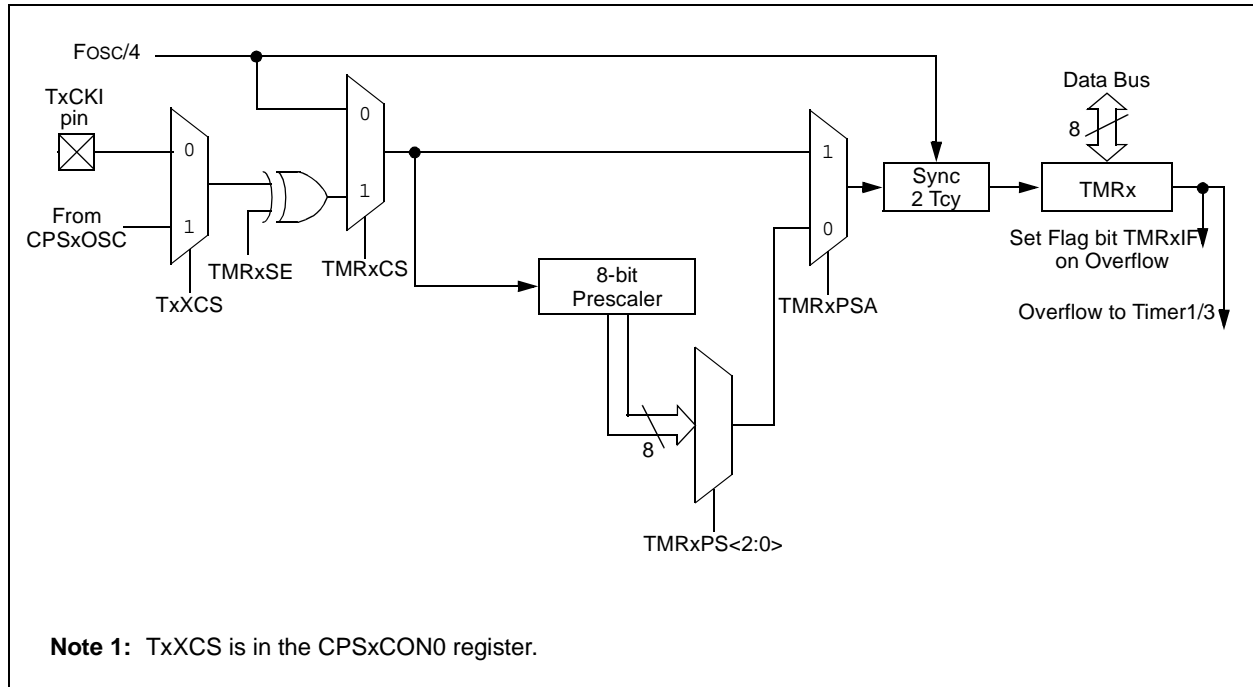 FOSC/4
TxCKI
pin
0
1
From
CPSxOSC
TxXCS
TMRxSE
0
1
TMRxCS
8-bit
Prescaler
8
TMRxPS<2:0>
1
0
TMRxPSA
Sync
2 Tcy
Data Bus
8
TMRx
Set Flag bit TMRxIF
on Overflow
Overflow to Timer1/3
Note 1: TxXCS is in the CPSxCON0 register.